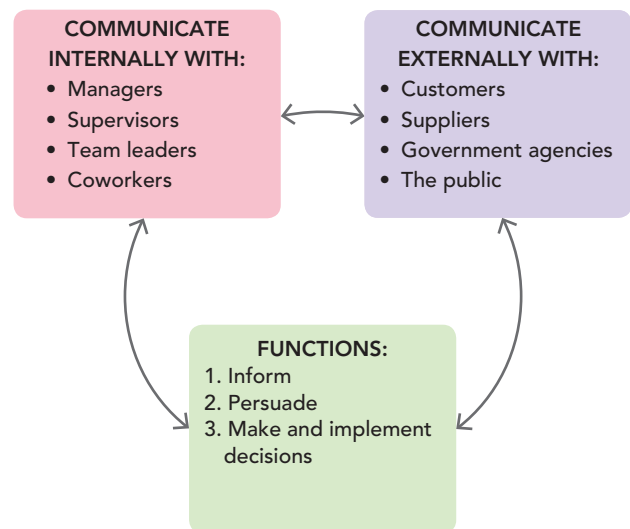 COMMUNICATE
INTERNALLY WITH:
• Managers
• Supervisors
• Team leaders
• Coworkers
COMMUNICATE
EXTERNALLY WITH:
• Customers
• Suppliers
• Government agencies
• The public
FUNCTIONS:
1. Inform
2. Persuade
3. Make and implement
decisions